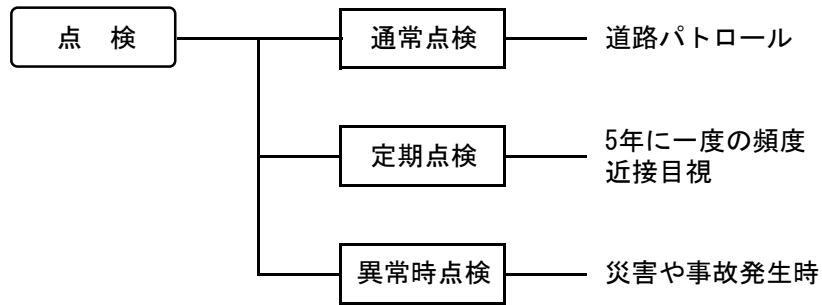 点　検
通常点検
道路パトロール
定期点検
5年に一度の頻度
近接目視
異常時点検
災害や事故発生時